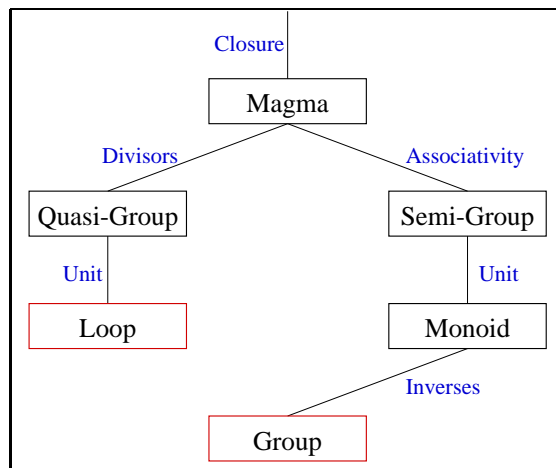 Closure
Magma
Divisors
Associativity
Quasi-Group
Semi-Group
Unit
Unit
Loop
Monoid
Inverses
Group